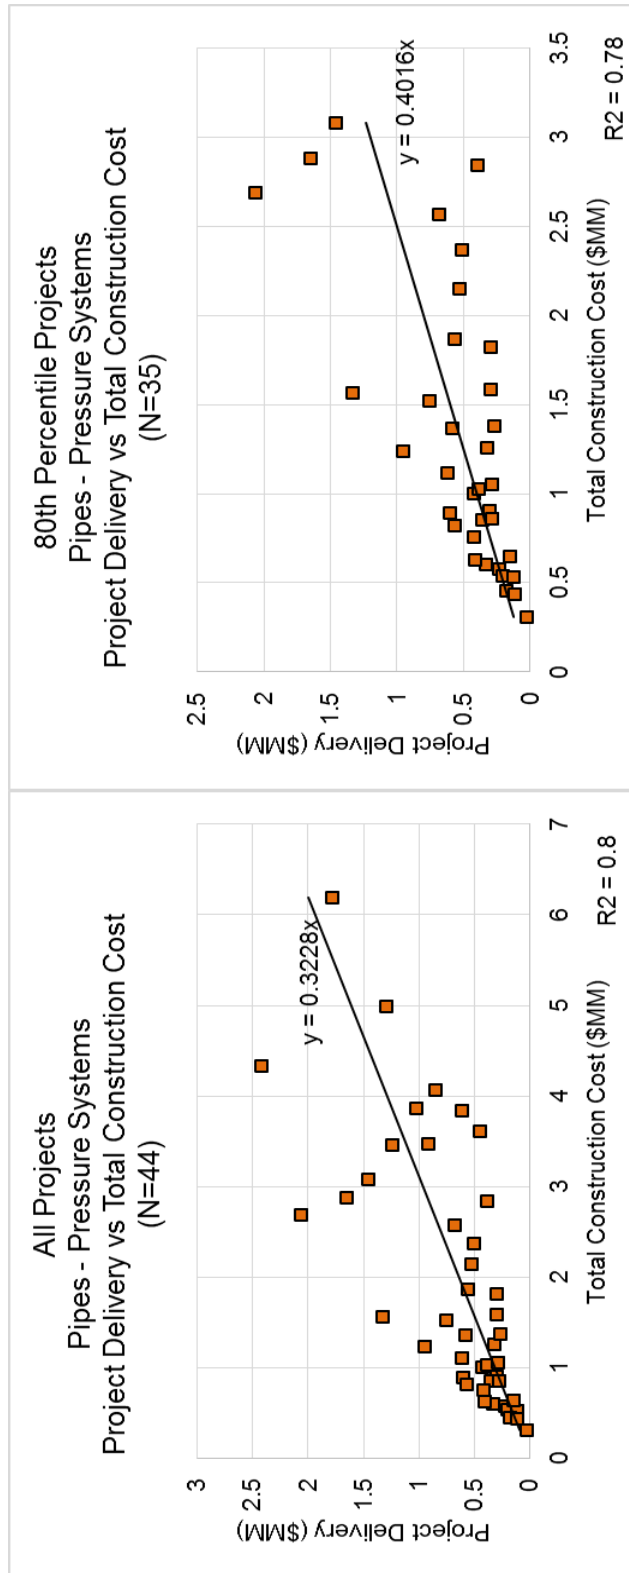 All Projects
Pipes - Pressure Systems
Project Delivery vs Total Construction Cost
(N=44)
Project Delivery ($MM)
3
2.5
2
1.5
1
0.5
0
y = 0.3228x
0 1 2 3 4 5 6 7
Total Construction Cost ($MM)
R2 = 0.8
80th Percentile Projects
Pipes - Pressure Systems
Project Delivery vs Total Construction Cost
(N=35)
Project Delivery ($MM)
2.5
2
1.5
1
0.5
0
y = 0.4016x
0 0.5 1 1.5 2 2.5 3 3.5
Total Construction Cost ($MM)
R2 = 0.78